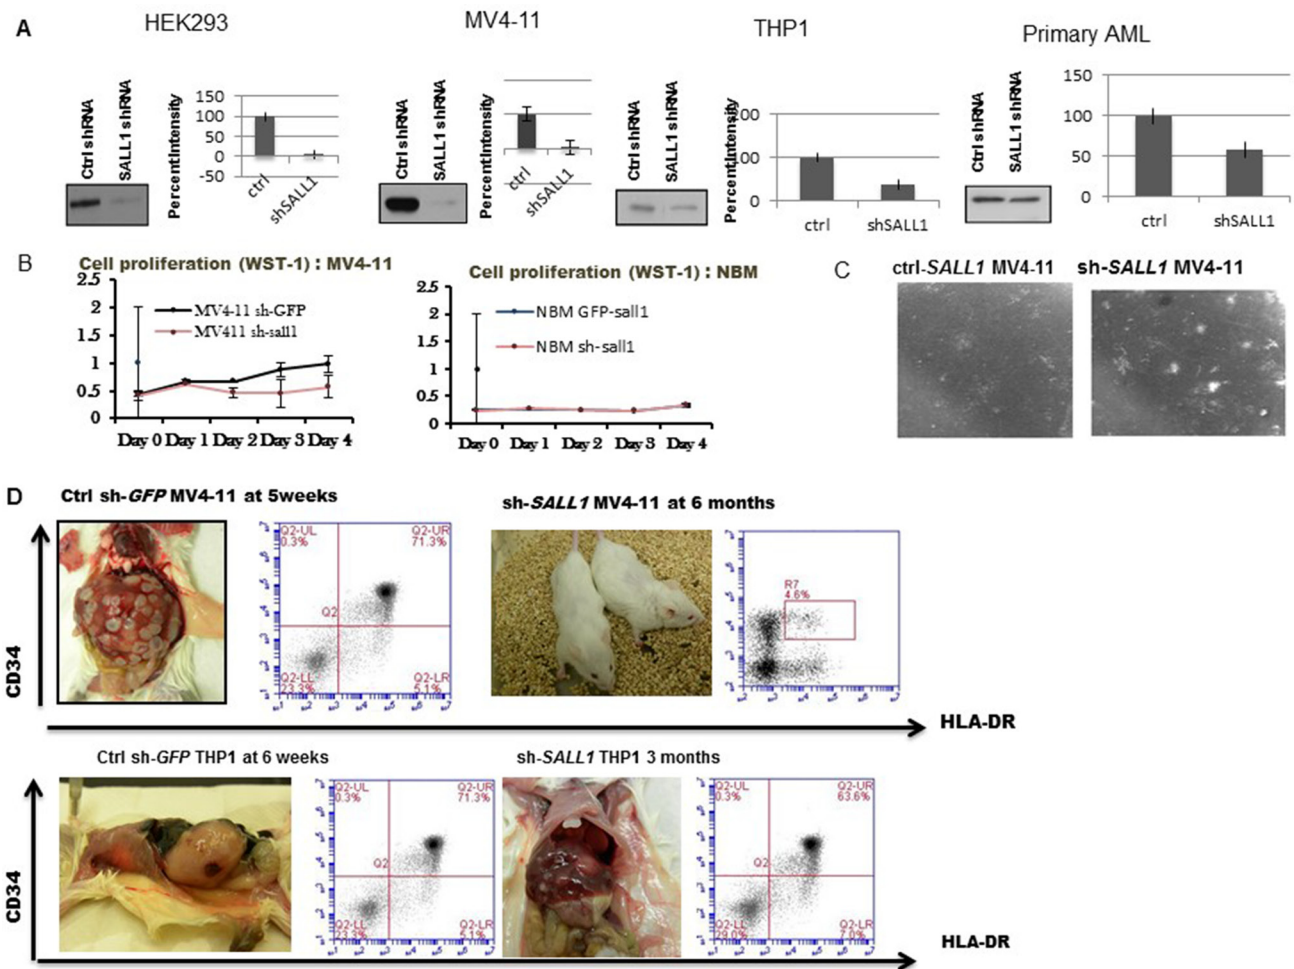 A
HEK293
MV4-11
THP1
Primary AML
Ctrl shRNA
SALL1 shRNA
Percent Intensity
150
100
50
0
-50
ctrl
shSALL1
Ctrl shRNA
SALL1 shRNA
Percent Intensity
ctrl
shSALL1
Ctrl shRNA
SALL1 shRNA
PercentIntensity
200
100
0
ctrl
shSALL1
Ctrl shRNA
SALL1 shRNA
150
100
50
0
ctrl
shSALL1
B
Cell proliferation (WST-1) : MV4-11
2.5
2
1.5
1
0.5
0
MV4-11 sh-GFP
MV411 sh-sall1
Day 0 Day 1 Day 2 Day 3 Day 4
Cell proliferation (WST-1) : NBM
2.5
2
1.5
1
0.5
0
NBM GFP-sall1
NBM sh-sall1
Day 0 Day 1 Day 2 Day 3 Day 4
C
ctrl-SALL1 MV4-11
sh-SALL1 MV4-11
D
Ctrl sh-GFP MV4-11 at 5weeks
sh-SALL1 MV4-11 at 6 months
CD34
Q2-UL
0.3%
Q2-UR
71.3%
Q2
Q2-LL
23.3%
Q2-LR
5.1%
R7
4.6%
HLA-DR
Ctrl sh-GFP THP1 at 6 weeks
sh-SALL1 THP1 3 months
CD34
Q2-UL
0.3%
Q2-UR
71.3%
Q2
Q2-LL
23.3%
Q2-LR
5.1%
Q2-UL
0.3%
Q2-UR
63.6%
Q2
Q2-LL
29.0%
Q2-LR
7.0%
HLA-DR